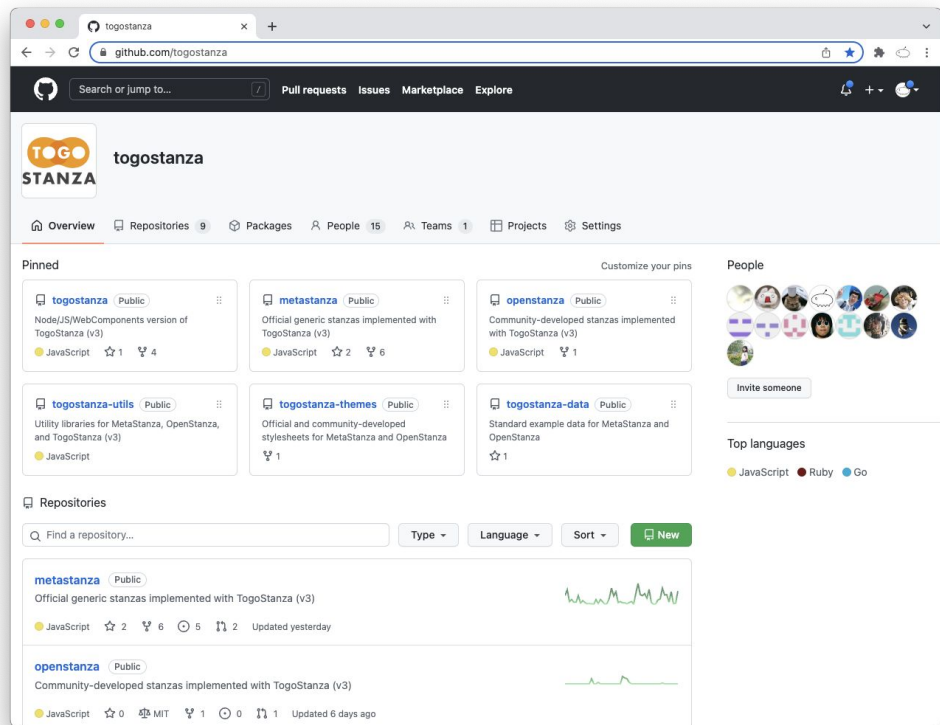 togostanza
github.com/togostanza
Search or jump to... /
Pull requests Issues Marketplace Explore
TOGO
STANZA
togostanza
Overview Repositories 9 Packages People 15 Teams 1 Projects Settings
Pinned
Customize your pins
togostanza Public
Node/JS/WebComponents version of
TogoStanza (v3)
JavaScript 1 4
metastanza Public
Official generic stanzas implemented with
TogoStanza (v3)
JavaScript 2 6
openstanza Public
Community-developed stanzas implemented
with TogoStanza (v3)
JavaScript 1
togostanza-utils Public
Utility libraries for MetaStanza, OpenStanza,
and TogoStanza (v3)
JavaScript
togostanza-themes Public
Official and community-developed
stylesheets for MetaStanza and OpenStanza
1
togostanza-data Public
Standard example data for MetaStanza and
OpenStanza
1
Repositories
Find a repository...
Type Language Sort New
metastanza Public
Official generic stanzas implemented with TogoStanza (v3)
JavaScript 2 6 5 2 Updated yesterday
openstanza Public
Community-developed stanzas implemented with TogoStanza (v3)
JavaScript 0 MIT 1 0 1 Updated 6 days ago
People
Invite someone
Top languages
JavaScript Ruby Go